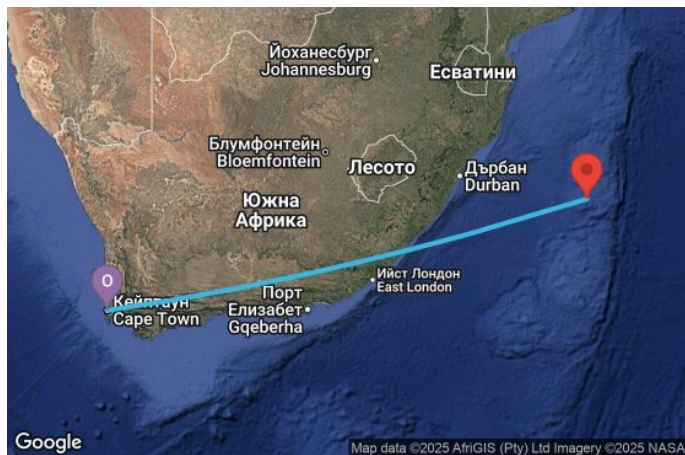 Йоханесбург
Johannesburg
Есватини
Блумфонтейн
Bloemfontein
Лесото
Дърбан
Durban
Южна
Африка
Ийст Лондон
East London
O
Кейптаун
Cape Town
Порт
Елизабет
Gqeberha
Google
Map data ©2025 AfriGIS (Pty) Ltd Imagery ©2025 NASA